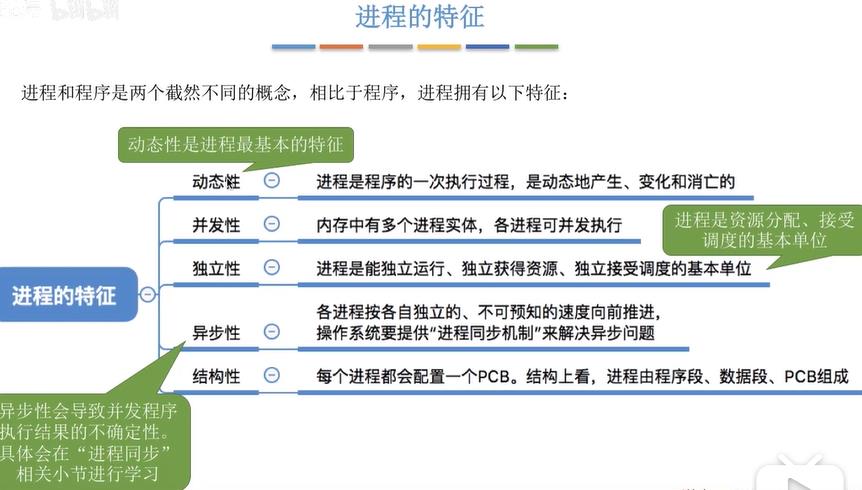 bilibili
进程的特征
进程和程序是两个截然不同的概念，相比于程序，进程拥有以下特征：
动态性是进程最基本的特征
动态性
进程是程序的一次执行过程，是动态地产生、变化和消亡的
并发性
内存中有多个进程实体，各进程可并发执行
进程是资源分配、接受
调度的基本单位
独立性
进程是能独立运行、独立获得资源、独立接受调度的基本单位
进程的特征
异步性
各进程按各自独立的、不可预知的速度向前推进，
操作系统要提供“进程同步机制”来解决异步问题
结构性
每个进程都会配置一个PCB。结构上看，进程由程序段、数据段、PCB组成
异步性会导致并发程序
执行结果的不确定性。
具体会在“进程同步”
相关小节进行学习